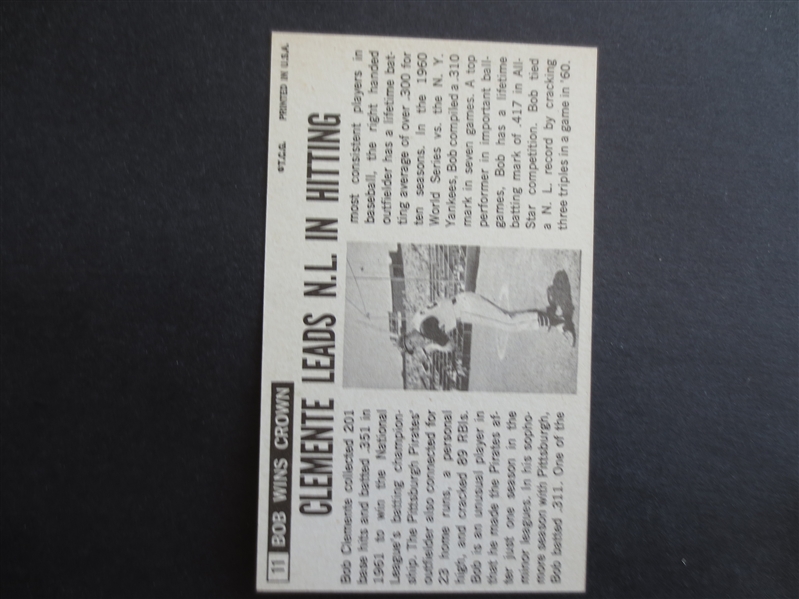 11 BOB WINS CROWN
©T.C.G. PRINTED IN U.S.A.
CLEMENTE LEADS N.L. IN HITTING
Bob Clemente collected 201
base hits and batted .351 in
1961 to win the National
League's batting champion-
ship. The Pittsburgh Pirates'
outfielder also connected for
23 home runs, a personal
high, and cracked 89 RBIs.
Bob is an unusual player in
that he made the Pirates af-
ter just one season in the
minor leagues. In his sopho-
more season with Pittsburgh,
Bob batted .311. One of the
most consistent players in
baseball, the right handed
outfielder has a lifetime bat-
ting average of over .300 for
ten seasons. In the 1960
World Series vs. the N. Y.
Yankees, Bob compiled a .310
mark in seven games. A top
performer in important ball-
games, Bob has a lifetime
batting mark of .417 in All-
Star competition. Bob tied
a N. L. record by cracking
three triples in a game in '60.